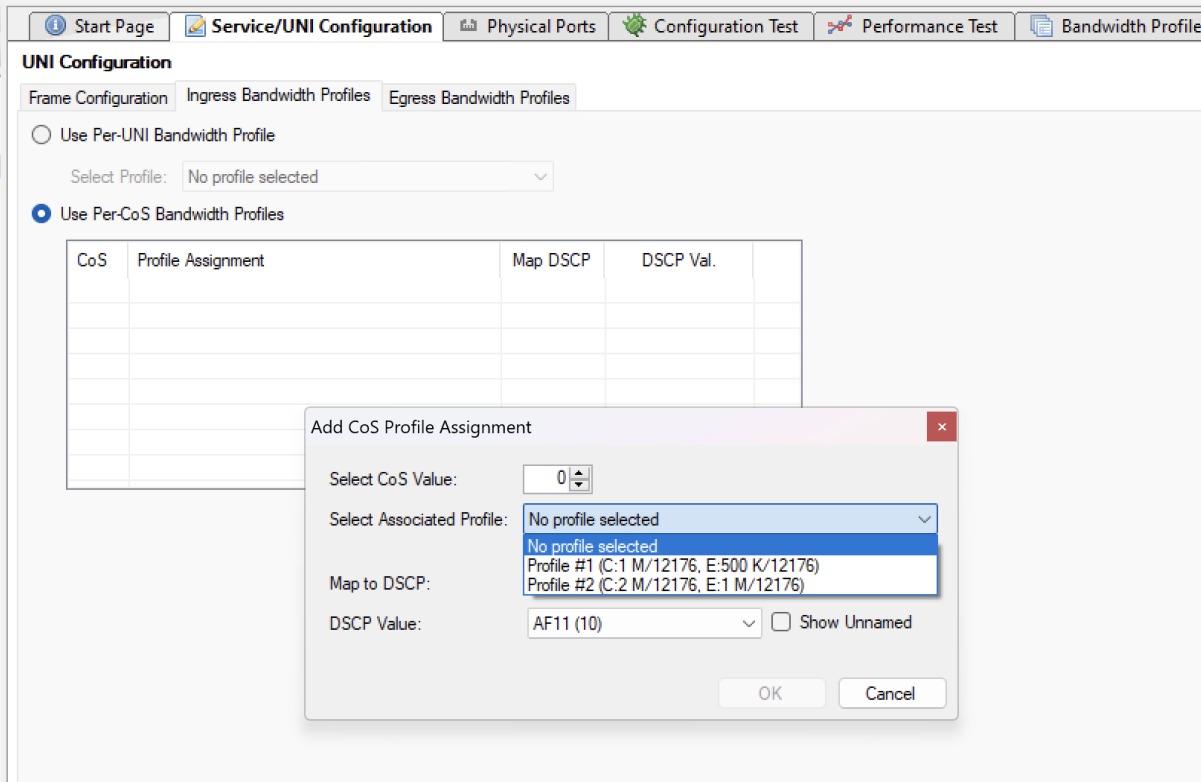 Start Page Service/UNI Configuration Physical Ports Configuration Test Performance Test Bandwidth Profile
UNI Configuration
Frame Configuration Ingress Bandwidth Profiles Egress Bandwidth Profiles
Use Per-UNI Bandwidth Profile
Select Profile: No profile selected
Use Per-CoS Bandwidth Profiles
CoS Profile Assignment Map DSCP DSCP Val.
Add CoS Profile Assignment
Select CoS Value: 0
Select Associated Profile: No profile selected
No profile selected
Profile #1 (C:1 M/12176, E:500 K/12176)
Profile #2 (C:2 M/12176, E:1 M/12176)
Map to DSCP:
DSCP Value: AF11 (10) Show Unnamed
OK Cancel